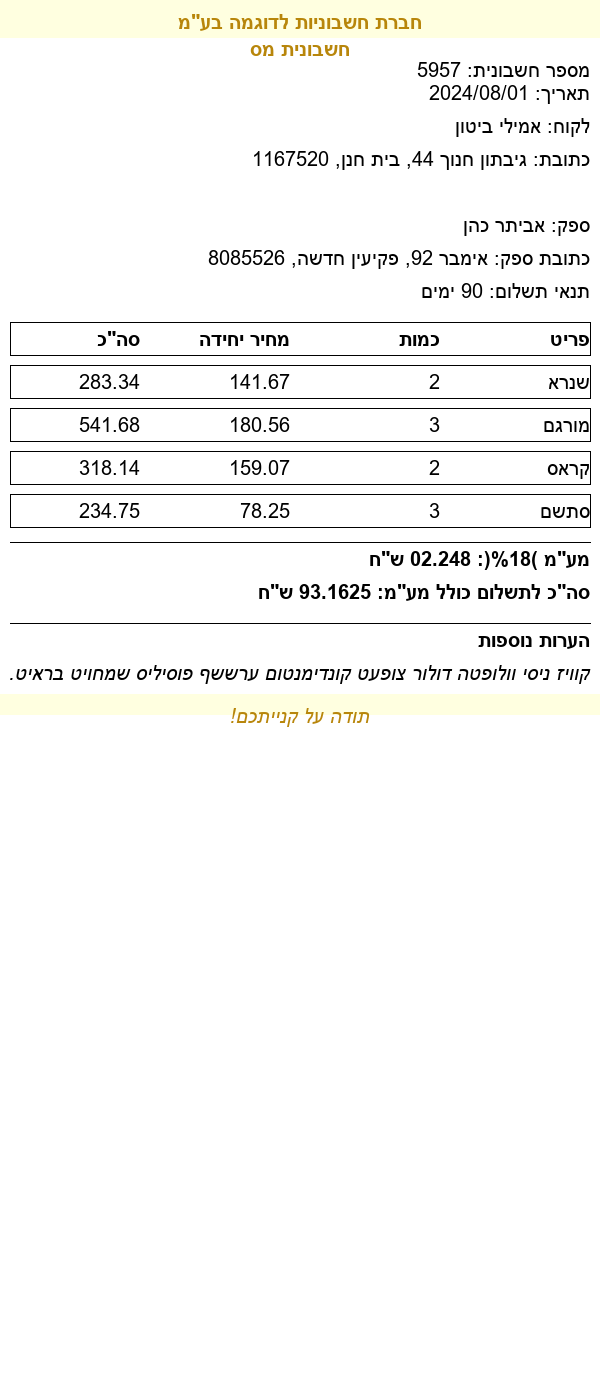 חברת חשבוניות לדוגמה בע"מ
חשבונית מס
מספר חשבונית: 5957
תאריך: 2024/08/01
לקוח: אמילי ביטון
כתובת: גיבתון חנוך 44, בית חנן, 1167520
ספק: אביתר כהן
כתובת ספק: אימבר 92, פקיעין חדשה, 8085526
תנאי תשלום: 90 ימים
פריט כמות מחיר יחידה סה"כ
שנרא 2 141.67 283.34
מורגם 3 180.56 541.68
קראס 2 159.07 318.14
סתשם 3 78.25 234.75
מע"מ )18%(: 02.248 ש"ח
סה"כ לתשלום כולל מע"מ: 93.1625 ש"ח
הערות נוספות
קוויז ניסי וולופטה דולור צופעט קונדימנטום ערששף פוסיליס שמחויט בראיט.
תודה על קנייתכם!